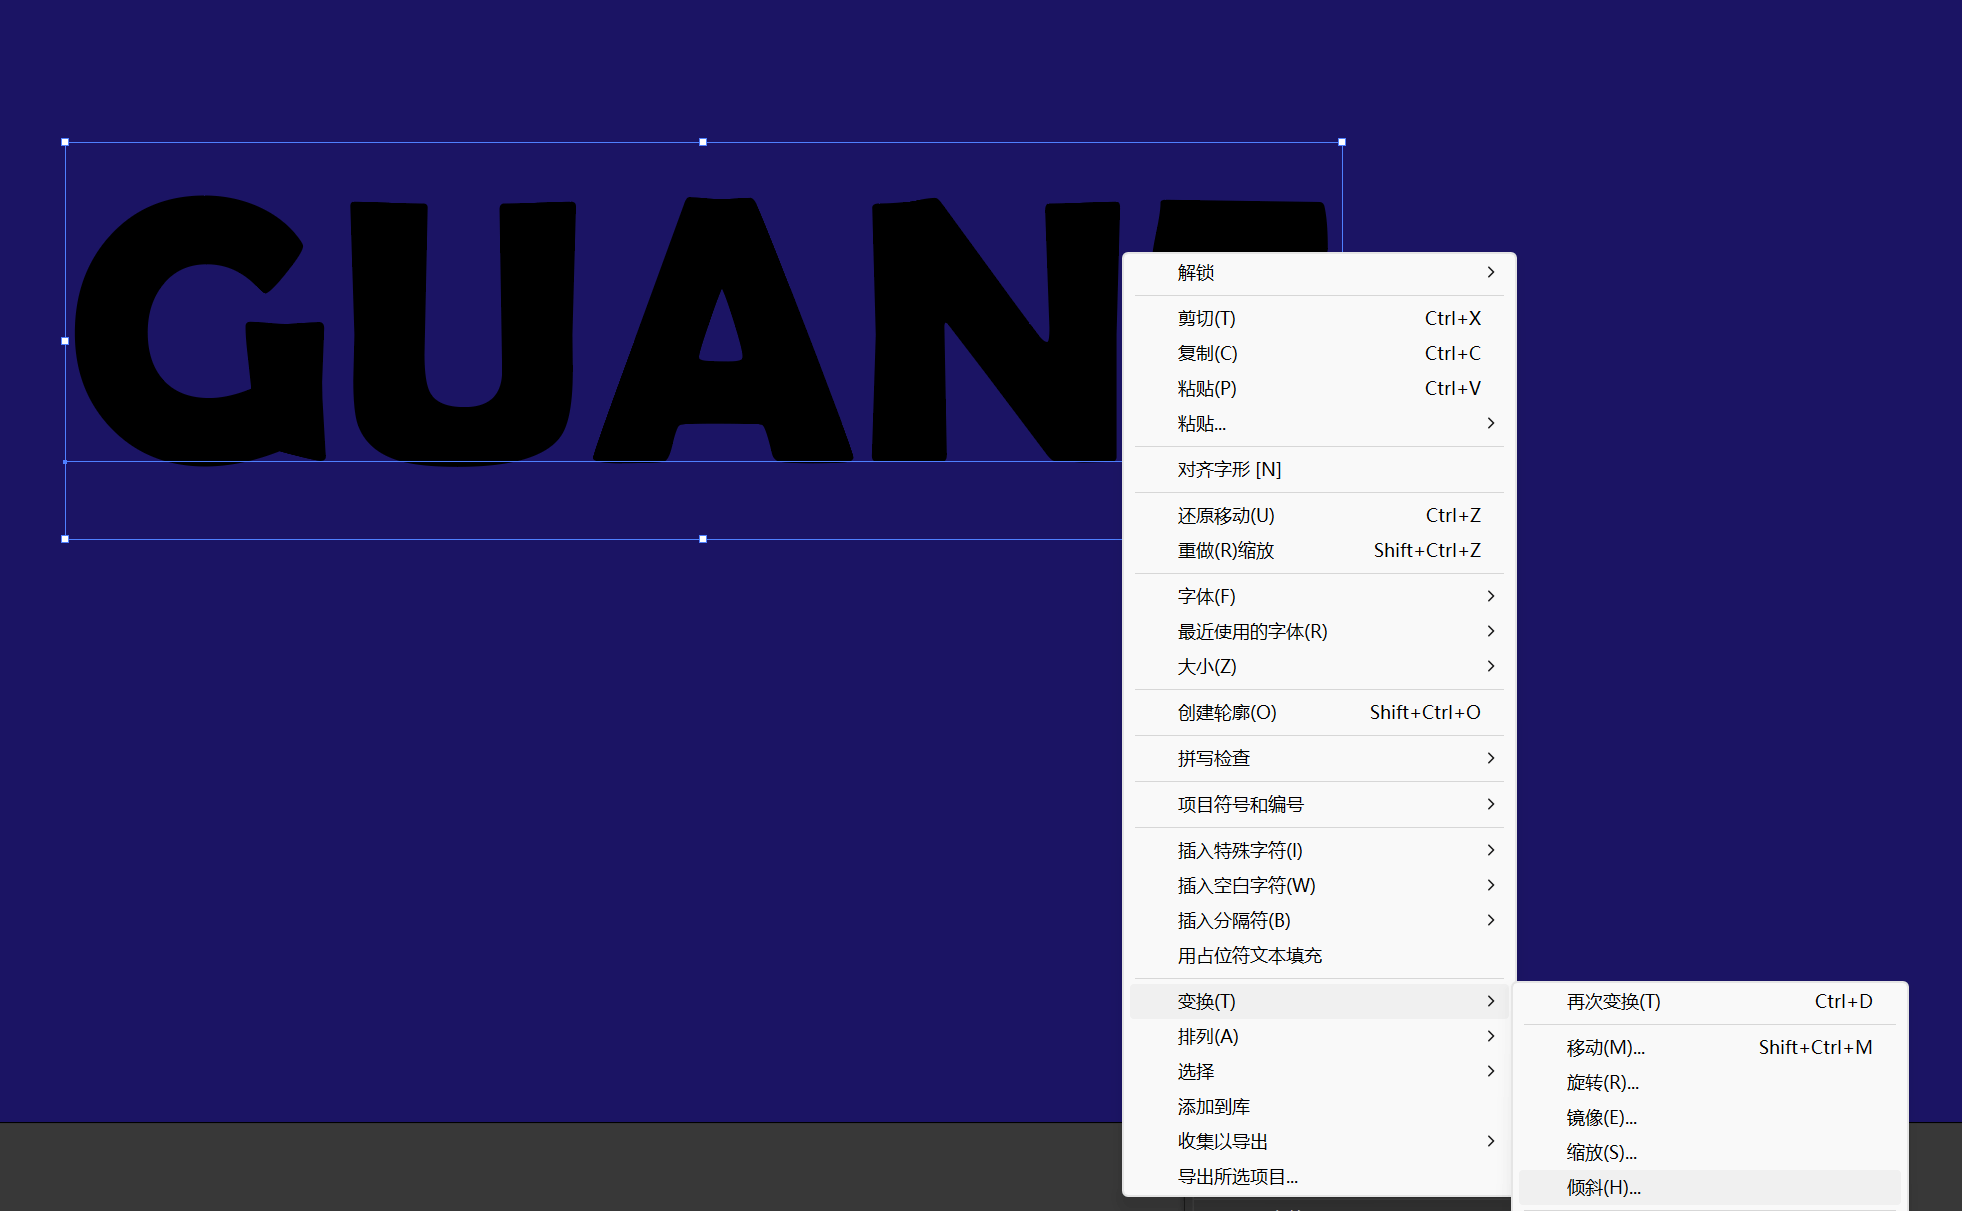 GUAN
解锁
剪切(T) Ctrl+X
复制(C) Ctrl+C
粘贴(P) Ctrl+V
粘贴...
对齐字形 [N]
还原移动(U) Ctrl+Z
重做(R)缩放 Shift+Ctrl+Z
字体(F)
最近使用的字体(R)
大小(Z)
创建轮廓(O) Shift+Ctrl+O
拼写检查
项目符号和编号
插入特殊字符(I)
插入空白字符(W)
插入分隔符(B)
用占位符文本填充
变换(T)
排列(A)
选择
添加到库
收集以导出
导出所选项目...
再次变换(T) Ctrl+D
移动(M)... Shift+Ctrl+M
旋转(R)...
镜像(E)...
缩放(S)...
倾斜(H)...